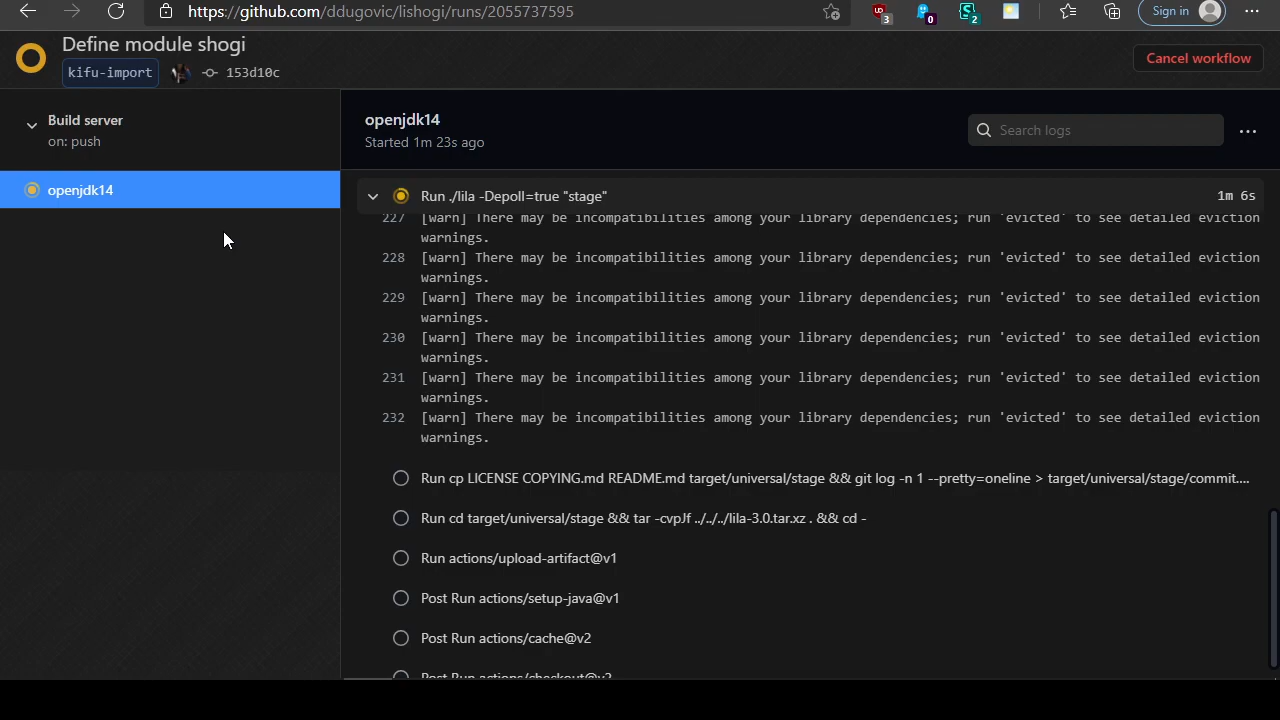 https://github.com/ddugovic/lishogi/runs/2055737595
3
0
2
Sign in
Define module shogi
kifu-import
153d10c
Cancel workflow
Build server
on: push
openjdk14
openjdk14
Started 1m 23s ago
Search logs
Run ./lila -Depoll=true "stage"
1m 6s
227 [warn] There may be incompatibilities among your library dependencies; run 'evicted' to see detailed eviction
warnings.
228 [warn] There may be incompatibilities among your library dependencies; run 'evicted' to see detailed eviction
warnings.
229 [warn] There may be incompatibilities among your library dependencies; run 'evicted' to see detailed eviction
warnings.
230 [warn] There may be incompatibilities among your library dependencies; run 'evicted' to see detailed eviction
warnings.
231 [warn] There may be incompatibilities among your library dependencies; run 'evicted' to see detailed eviction
warnings.
232 [warn] There may be incompatibilities among your library dependencies; run 'evicted' to see detailed eviction
warnings.
Run cp LICENSE COPYING.md README.md target/universal/stage && git log -n 1 --pretty=oneline > target/universal/stage/commit....
Run cd target/universal/stage && tar -cvpJf ../../../lila-3.0.tar.xz . && cd -
Run actions/upload-artifact@v1
Post Run actions/setup-java@v1
Post Run actions/cache@v2
Post Run actions/checkout@v2